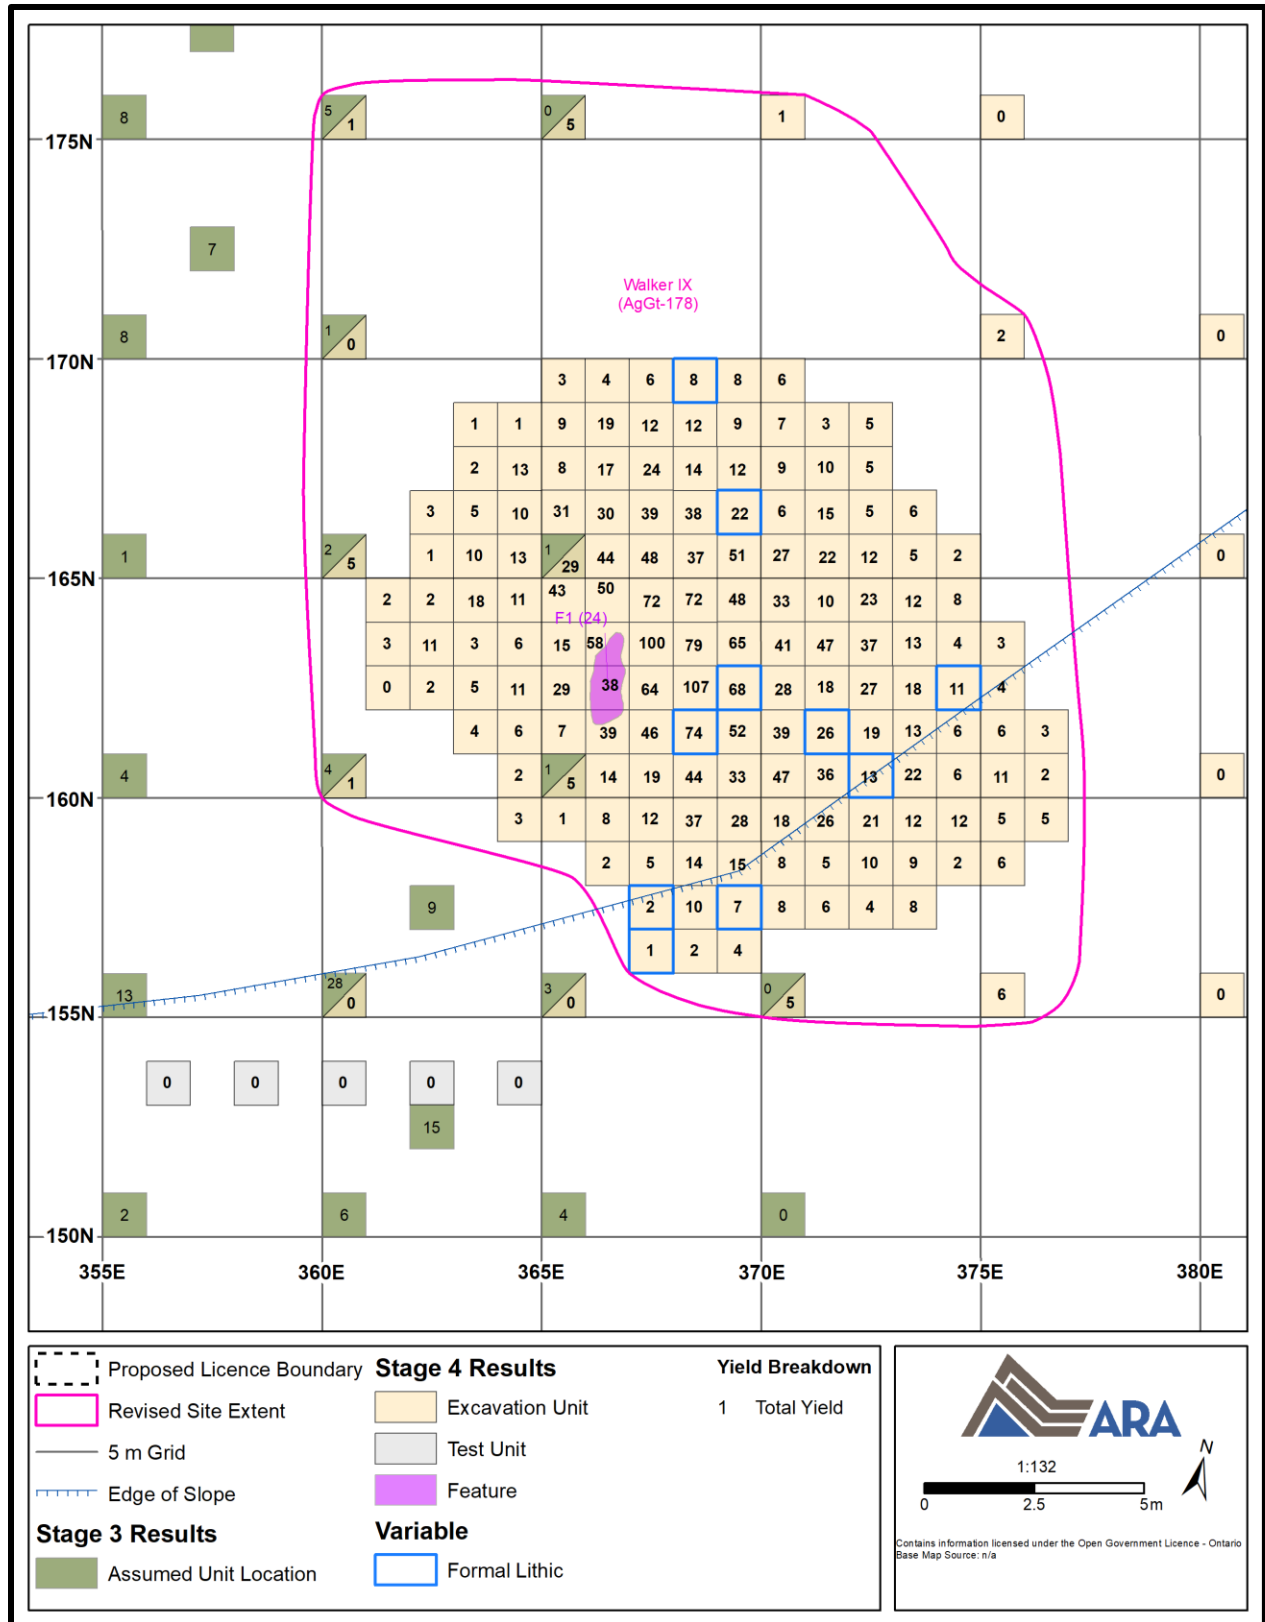 8 5 1 0 5 1 0
175N
7
Walker IX
(AgGt-178)
8 1 0 2 0
170N
3 4 6 8 8 6
1 1 9 19 12 12 9 7 3 5
2 13 8 17 24 14 12 9 10 5
3 5 10 31 30 39 38 22 6 15 5 6
1 2 5 1 10 13 1 29 44 48 37 51 27 22 12 5 2 0
165N
2 2 18 11 43 50 72 72 48 33 10 23 12 8
F1 (24)
3 11 3 6 15 58 100 79 65 41 47 37 13 4 3
0 2 5 11 29 38 64 107 68 28 18 27 18 11 4
4 6 7 39 46 74 52 39 26 19 13 6 6 3
4 4 1 2 1 5 14 19 44 33 47 36 13 22 6 11 2 0
160N
3 1 8 12 37 28 18 26 21 12 12 5 5
2 5 14 15 8 5 10 9 2 6
9 2 10 7 8 6 4 8
1 2 4
13 28 0 3 0 0 5 6 0
155N
0 0 0 0 0
15
2 6 4 0
150N
355E 360E 365E 370E 375E 380E
Proposed Licence Boundary
Revised Site Extent
5 m Grid
Edge of Slope
Stage 3 Results
Assumed Unit Location
Stage 4 Results
Excavation Unit
Test Unit
Feature
Variable
Formal Lithic
Yield Breakdown
1 Total Yield
ARA
N
1:132
0 2.5 5m
Contains information licensed under the Open Government Licence - Ontario
Base Map Source: n/a